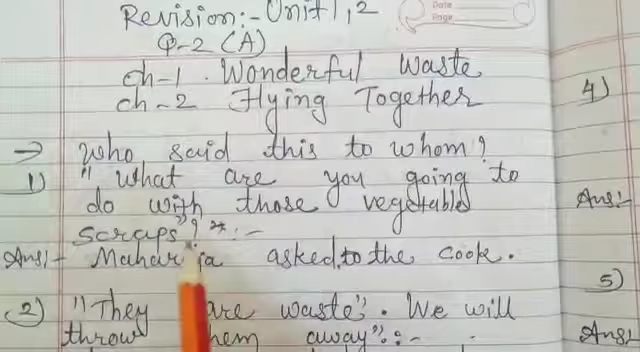 Revision:- Unit 1,2
Date
Page
Q-2 (A)
ch-1. Wonderful Waste
ch-2 Flying Together
4)
→ Who said this to whom?
1) "What are you going to
do with those vegetable
Ans:-
scraps"? :-
Ans:- asked to the cook.
5)
2) "They are waste". We will
throw away":-
Ans: